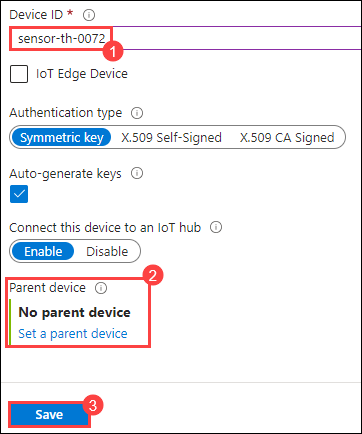 Device ID *
sensor-th-0072
1
IoT Edge Device
Authentication type
Symmetric key X.509 Self-Signed X.509 CA Signed
Auto-generate keys
Connect this device to an IoT hub
Enable Disable
2
Parent device
No parent device
Set a parent device
Save 3